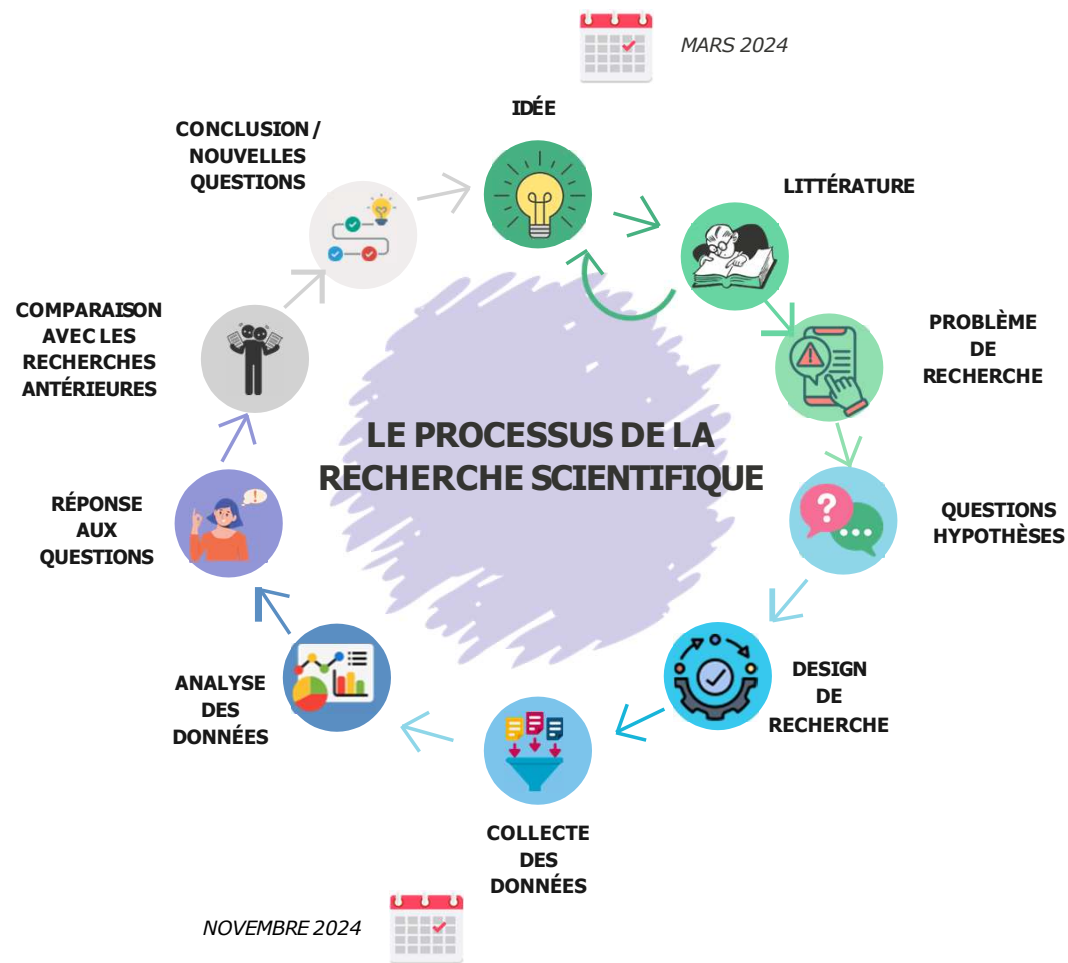 MARS 2024
IDÉE
LITTÉRATURE
PROBLÈME
DE
RECHERCHE
QUESTIONS
HYPOTHÈSES
DESIGN
DE
RECHERCHE
COLLECTE
DES
DONNÉES
NOVEMBRE 2024
ANALYSE
DES
DONNÉES
RÉPONSE
AUX
QUESTIONS
COMPARAISON
AVEC LES
RECHERCHES
ANTÉRIEURES
CONCLUSION /
NOUVELLES
QUESTIONS
LE PROCESSUS DE LA
RECHERCHE SCIENTIFIQUE